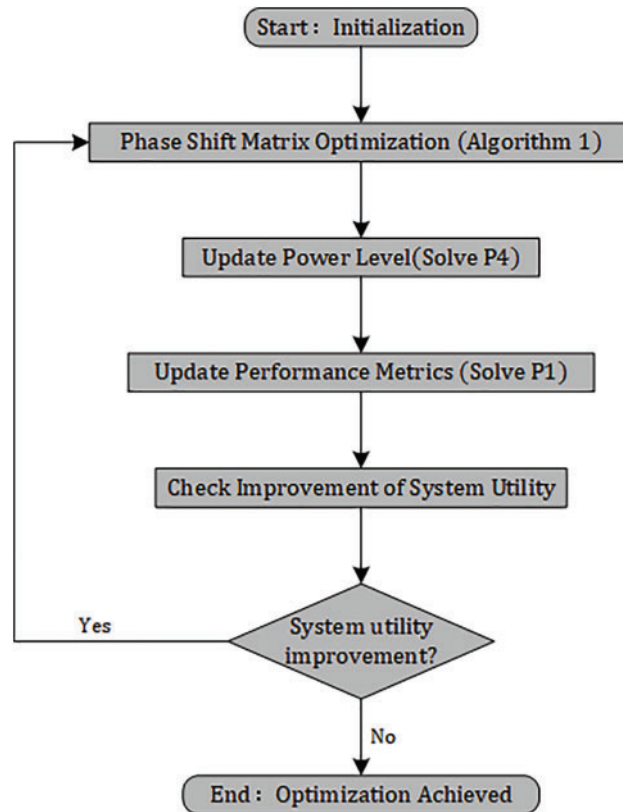 Start： Initialization
Phase Shift Matrix Optimization (Algorithm 1)
Update Power Level(Solve P4)
Update Performance Metrics (Solve P1)
Check Improvement of System Utility
Yes
System utility
improvement?
No
End： Optimization Achieved